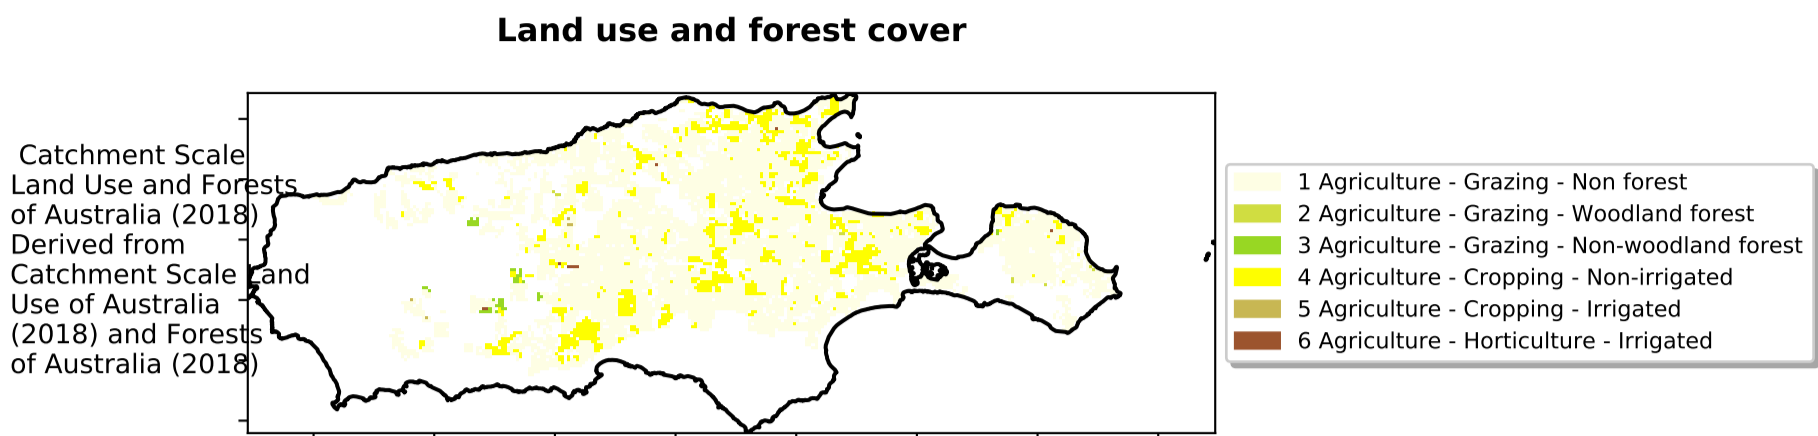 Land use and forest cover
Catchment Scale
Land Use and Forests
of Australia (2018)
Derived from
Catchment Scale Land
Use of Australia
(2018) and Forests
of Australia (2018)
1 Agriculture - Grazing - Non forest
2 Agriculture - Grazing - Woodland forest
3 Agriculture - Grazing - Non-woodland forest
4 Agriculture - Cropping - Non-irrigated
5 Agriculture - Cropping - Irrigated
6 Agriculture - Horticulture - Irrigated